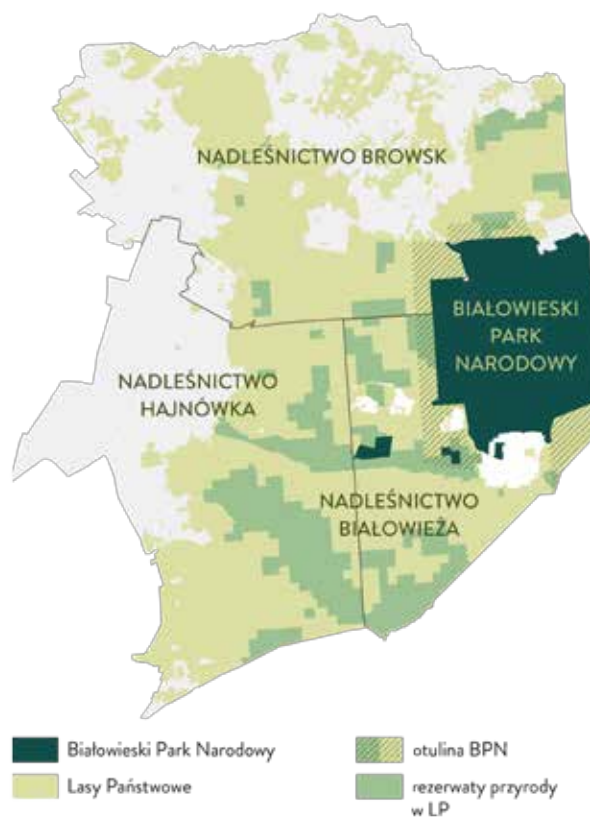 NADLEŚNICTWO BROWSK
BIAŁOWIESKI
PARK
NARODOWY
NADLEŚNICTWO
HAJNÓWKA
NADLEŚNICTWO
BIAŁOWIEŻA
Białowieski Park Narodowy
Lasy Państwowe
otulina BPN
rezerwaty przyrody
w LP